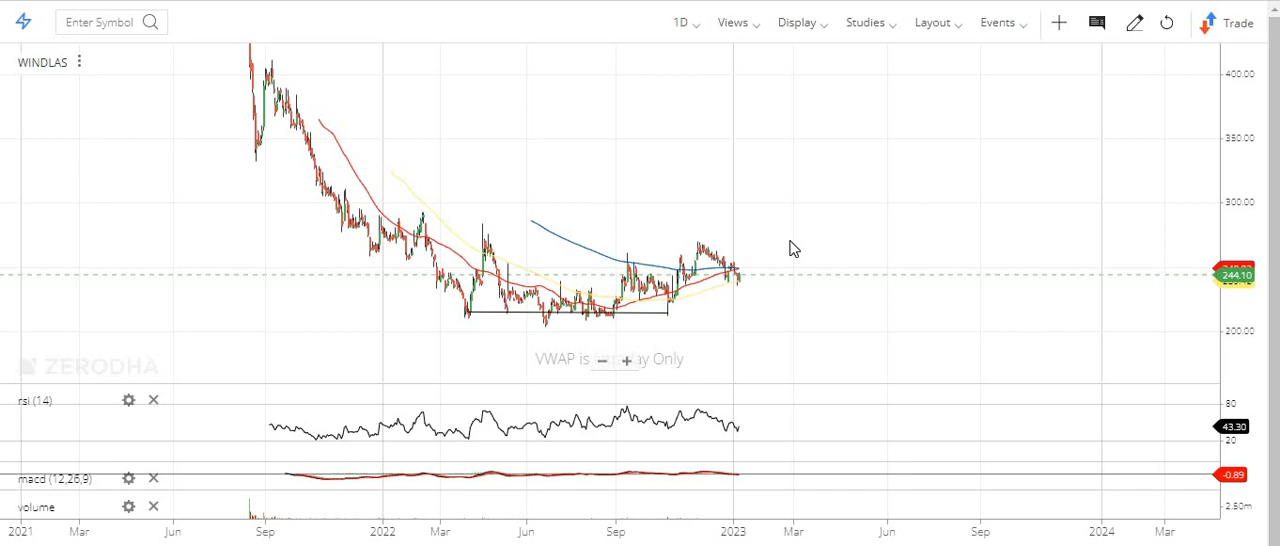 Enter Symbol 1D Views Display Studies Layout Events Trade
WINDLAS
400.00
350.00
300.00
244.10
200.00
ZERODHA
VWAP is ay Only
rsi (14)
80
43.30
20
macd (12,26,9)
-0.89
volume
2.50m
2021 Mar Jun Sep 2022 Mar Jun Sep 2023 Mar Jun Sep 2024 Mar